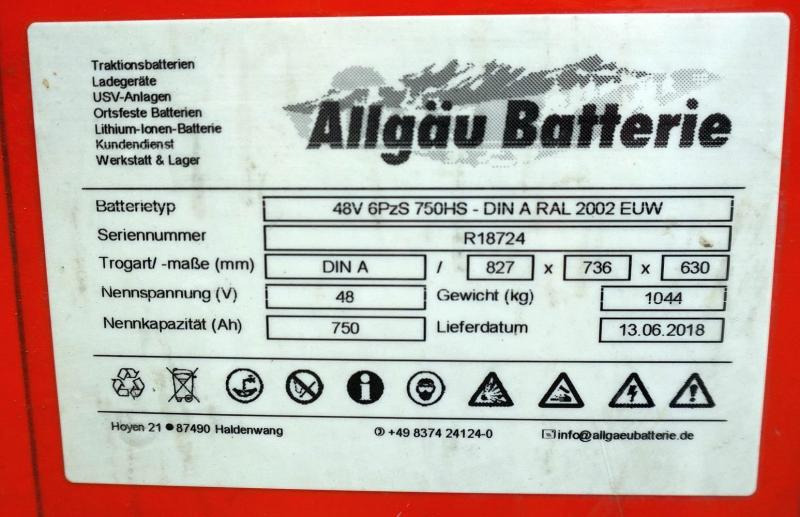 Traktionsbatterien
Ladegeräte
USV-Anlagen
Ortsfeste Batterien
Lithium-Ionen-Batterie
Kundendienst
Werkstatt & Lager
Allgäu Batterie
Batterietyp 48V 6PzS 750HS - DIN A RAL 2002 EUW
Seriennummer R18724
Trogart/ -maße (mm) DIN A / 827 x 736 x 630
Nennspannung (V) 48 Gewicht (kg) 1044
Nennkapazität (Ah) 750 Lieferdatum 13.06.2018
Hoyen 21 ● 87490 Haldenwang ✆ +49 8374 24124-0 🖃 info@allgaeubatterie.de